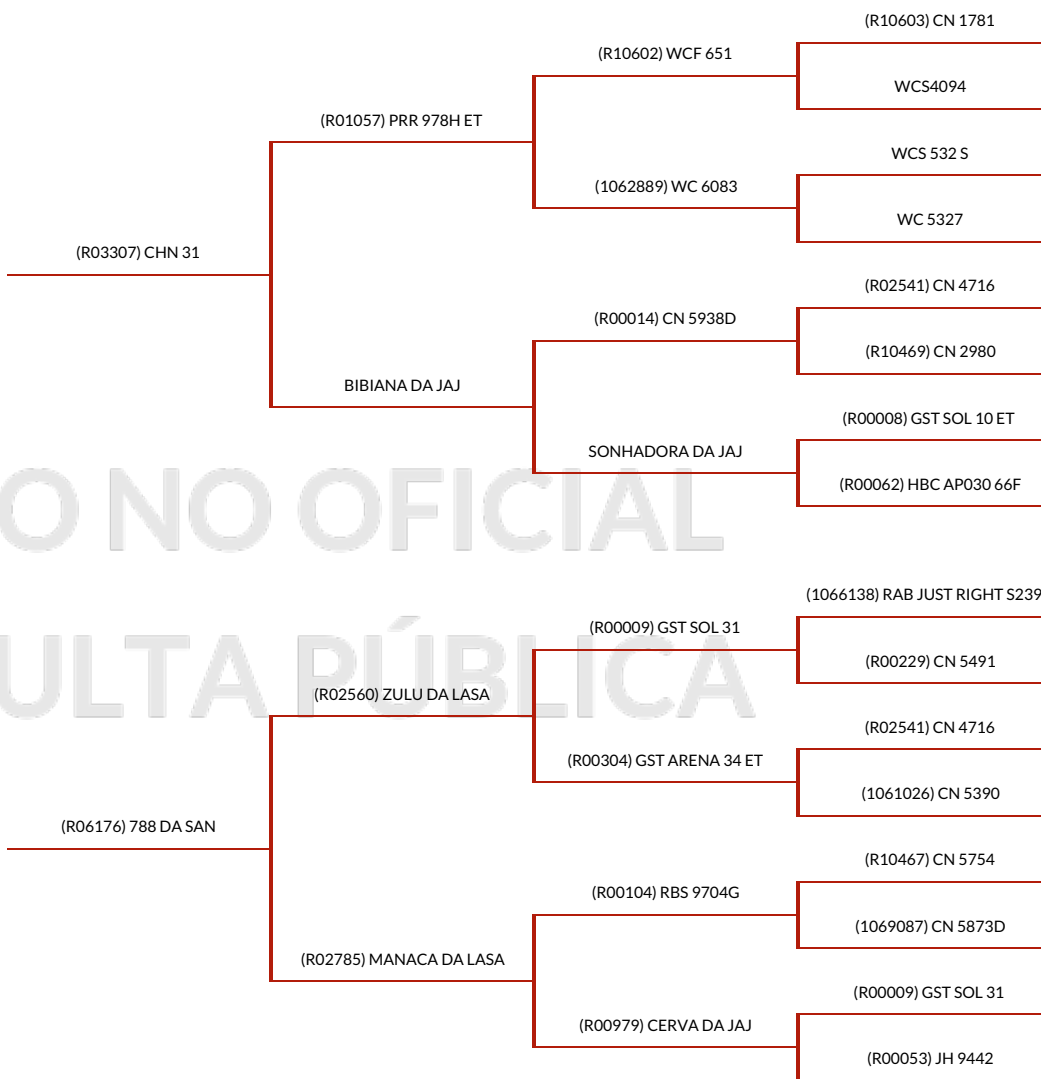 (R10603) CN 1781
(R10602) WCF 651
WCS4094
(R01057) PRR 978H ET
WCS 532 S
(1062889) WC 6083
WC 5327
(R03307) CHN 31
(R02541) CN 4716
(R00014) CN 5938D
(R10469) CN 2980
BIBIANA DA JAJ
(R00008) GST SOL 10 ET
SONHADORA DA JAJ
(R00062) HBC AP030 66F
O NO OFICIAL
(1066138) RAB JUST RIGHT S239
(R00009) GST SOL 31
(R00229) CN 5491
ULTA PÚBLICA
(R02560) ZULU DA LASA
(R02541) CN 4716
(R00304) GST ARENA 34 ET
(1061026) CN 5390
(R06176) 788 DA SAN
(R10467) CN 5754
(R00104) RBS 9704G
(1069087) CN 5873D
(R02785) MANACA DA LASA
(R00009) GST SOL 31
(R00979) CERVA DA JAJ
(R00053) JH 9442